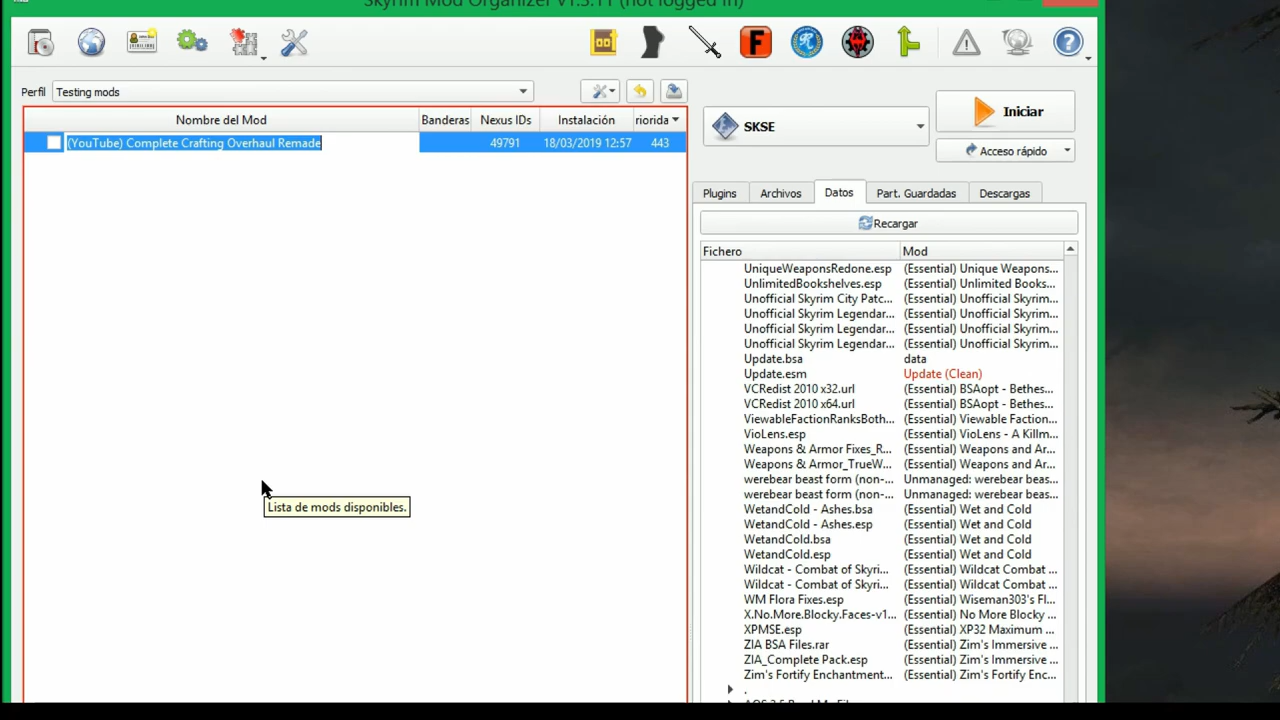 Skyrim Mod Organizer v1.3.11 (not logged in)
Perfil Testing mods
Nombre del Mod Banderas Nexus IDs Instalación riorida
(YouTube) Complete Crafting Overhaul Remade 49791 18/03/2019 12:57 443
Lista de mods disponibles.
SKSE
Iniciar
Acceso rápido
Plugins Archivos Datos Part. Guardadas Descargas
Recargar
Fichero Mod
UniqueWeaponsRedone.esp (Essential) Unique Weapons...
UnlimitedBookshelves.esp (Essential) Unlimited Books...
Unofficial Skyrim City Patc... (Essential) Unofficial Skyrim...
Unofficial Skyrim Legendar... (Essential) Unofficial Skyrim...
Unofficial Skyrim Legendar... (Essential) Unofficial Skyrim...
Unofficial Skyrim Legendar... (Essential) Unofficial Skyrim...
Update.bsa data
Update.esm Update (Clean)
VCRedist 2010 x32.url (Essential) BSAopt - Bethes...
VCRedist 2010 x64.url (Essential) BSAopt - Bethes...
ViewableFactionRanksBoth... (Essential) Viewable Faction...
VioLens.esp (Essential) VioLens - A Killm...
Weapons & Armor Fixes_R... (Essential) Weapons and Ar...
Weapons & Armor_TrueW... (Essential) Weapons and Ar...
werebear beast form (non-... Unmanaged: werebear beas...
werebear beast form (non-... Unmanaged: werebear beas...
WetandCold - Ashes.bsa (Essential) Wet and Cold
WetandCold - Ashes.esp (Essential) Wet and Cold
WetandCold.bsa (Essential) Wet and Cold
WetandCold.esp (Essential) Wet and Cold
Wildcat - Combat of Skyri... (Essential) Wildcat Combat ...
Wildcat - Combat of Skyri... (Essential) Wildcat Combat ...
WM Flora Fixes.esp (Essential) Wiseman303's Fl...
X.No.More.Blocky.Faces-v1... (Essential) No More Blocky ...
XPMSE.esp (Essential) XP32 Maximum ...
ZIA BSA Files.rar (Essential) Zim's Immersive ...
ZIA_Complete Pack.esp (Essential) Zim's Immersive ...
Zim's Fortify Enchantment... (Essential) Zim's Fortify Enc...
.